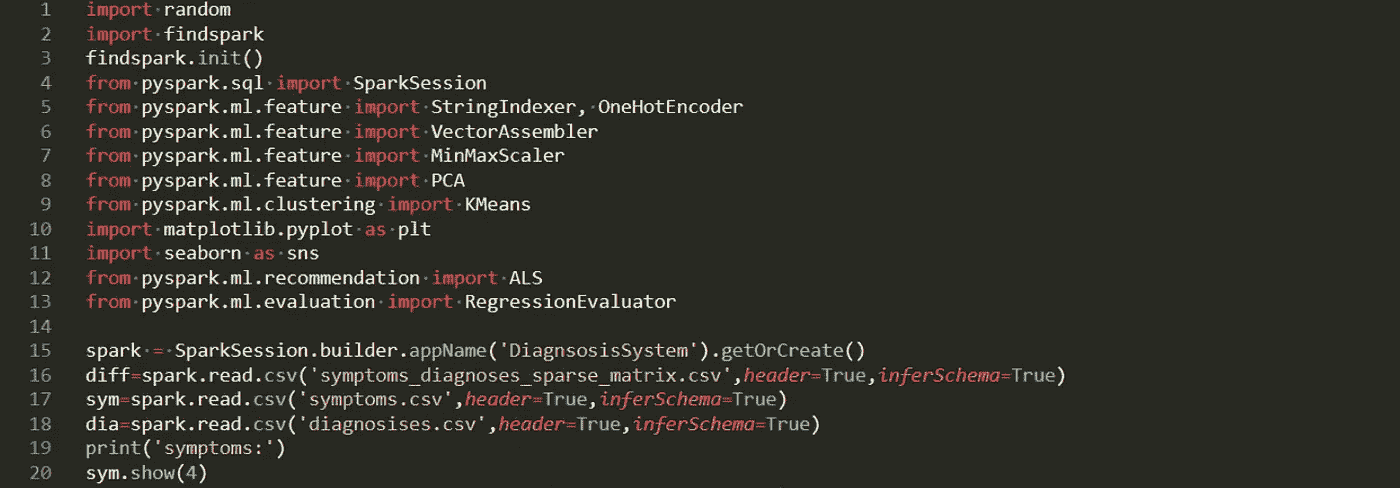 1 import random
2 import findspark
3 findspark.init()
4 from pyspark.sql import SparkSession
5 from pyspark.ml.feature import StringIndexer, OneHotEncoder
6 from pyspark.ml.feature import VectorAssembler
7 from pyspark.ml.feature import MinMaxScaler
8 from pyspark.ml.feature import PCA
9 from pyspark.ml.clustering import KMeans
10 import matplotlib.pyplot as plt
11 import seaborn as sns
12 from pyspark.ml.recommendation import ALS
13 from pyspark.ml.evaluation import RegressionEvaluator
14
15 spark = SparkSession.builder.appName('DiagnsosisSystem').getOrCreate()
16 diff=spark.read.csv('symptoms_diagnoses_sparse_matrix.csv',header=True,inferSchema=True)
17 sym=spark.read.csv('symptoms.csv',header=True,inferSchema=True)
18 dia=spark.read.csv('diagnosises.csv',header=True,inferSchema=True)
19 print('symptoms:')
20 sym.show(4)